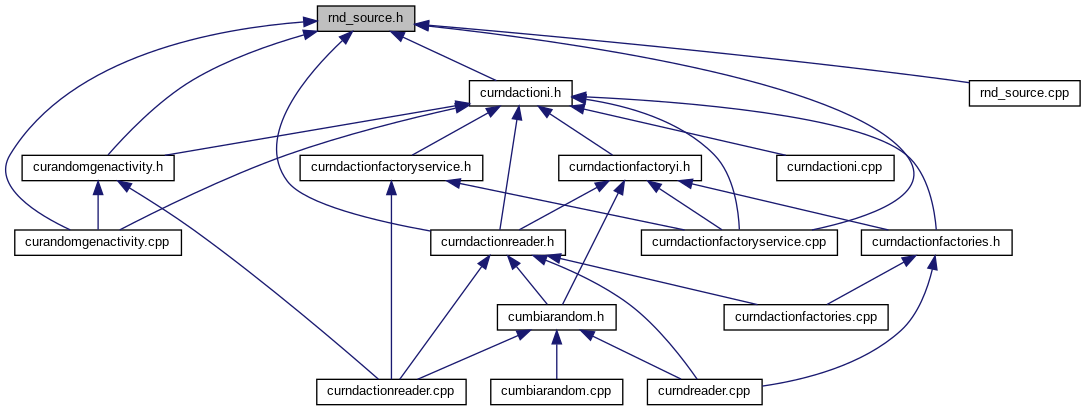 rnd_source.h
curndactioni.h
rnd_source.cpp
curandomgenactivity.h
curndactionfactoryservice.h
curndactionfactoryi.h
curndactioni.cpp
curandomgenactivity.cpp
curndactionreader.h
curndactionfactoryservice.cpp
curndactionfactories.h
cumbiarandom.h
curndactionfactories.cpp
curndactionreader.cpp
cumbiarandom.cpp
curndreader.cpp